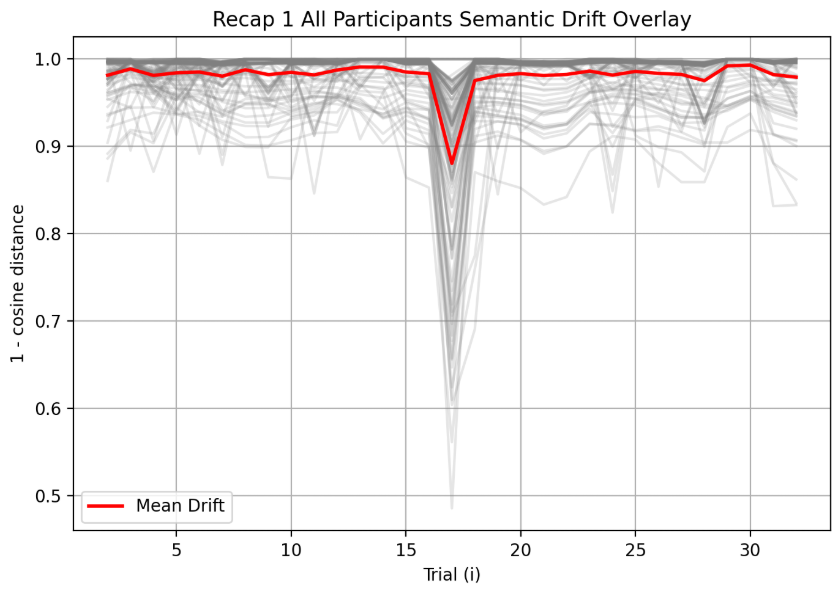 Recap 1 All Participants Semantic Drift Overlay
1 - cosine distance
1.0
0.9
0.8
0.7
0.6
0.5
Mean Drift
5 10 15 20 25 30
Trial (i)